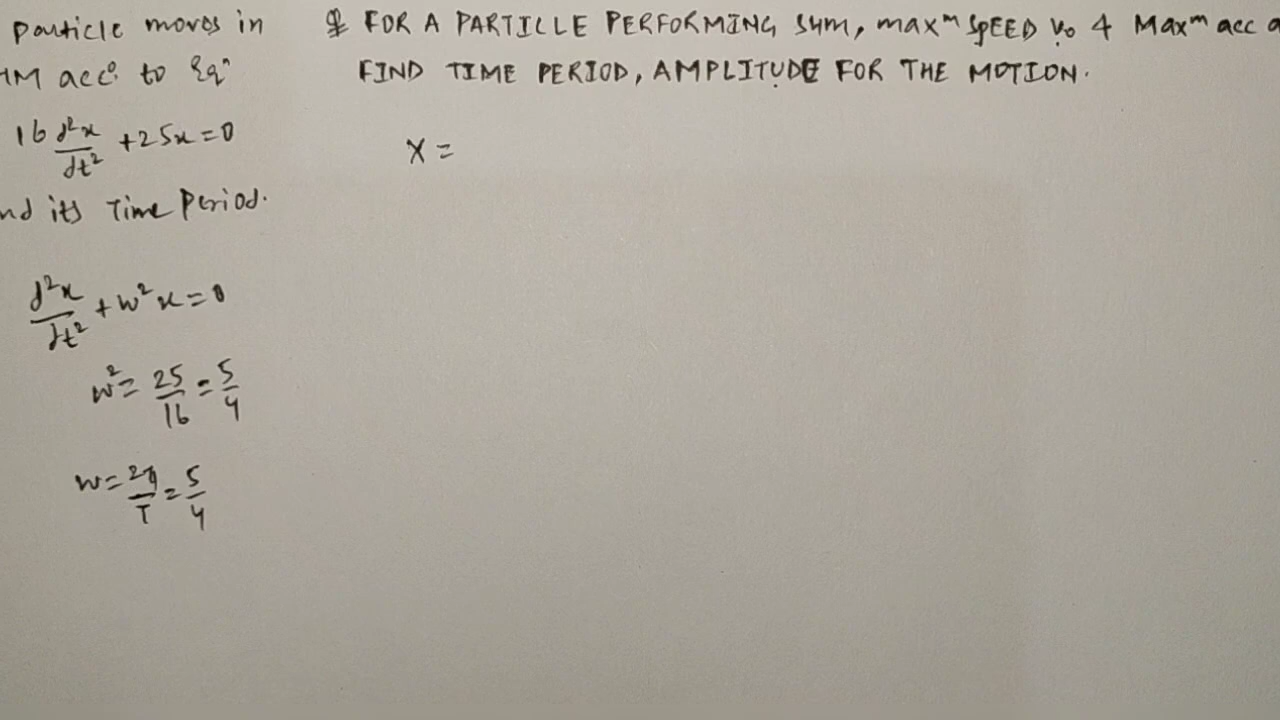 Particle moves in
HM acc° to Eqⁿ
16 d²x/dt² + 25x = 0
nd its Time Period.
d²x/dt² + w²x = 0
w² = 25/16 = 5/4
w = 2π/T = 5/4
Q FOR A PARTICLE PERFORMING SHM, maxᵐ SPEED V₀ & Maxᵐ acc a
FIND TIME PERIOD, AMPLITUDE FOR THE MOTION.
X =